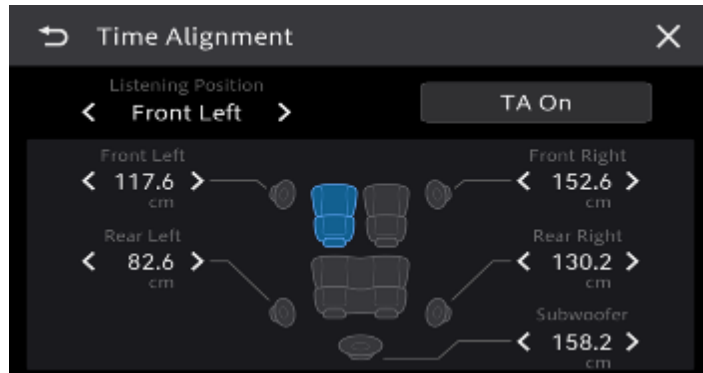 Time Alignment
Listening Position
Front Left
TA On
Front Left
117.6
cm
Front Right
152.6
cm
Rear Left
82.6
cm
Rear Right
130.2
cm
Subwoofer
158.2
cm